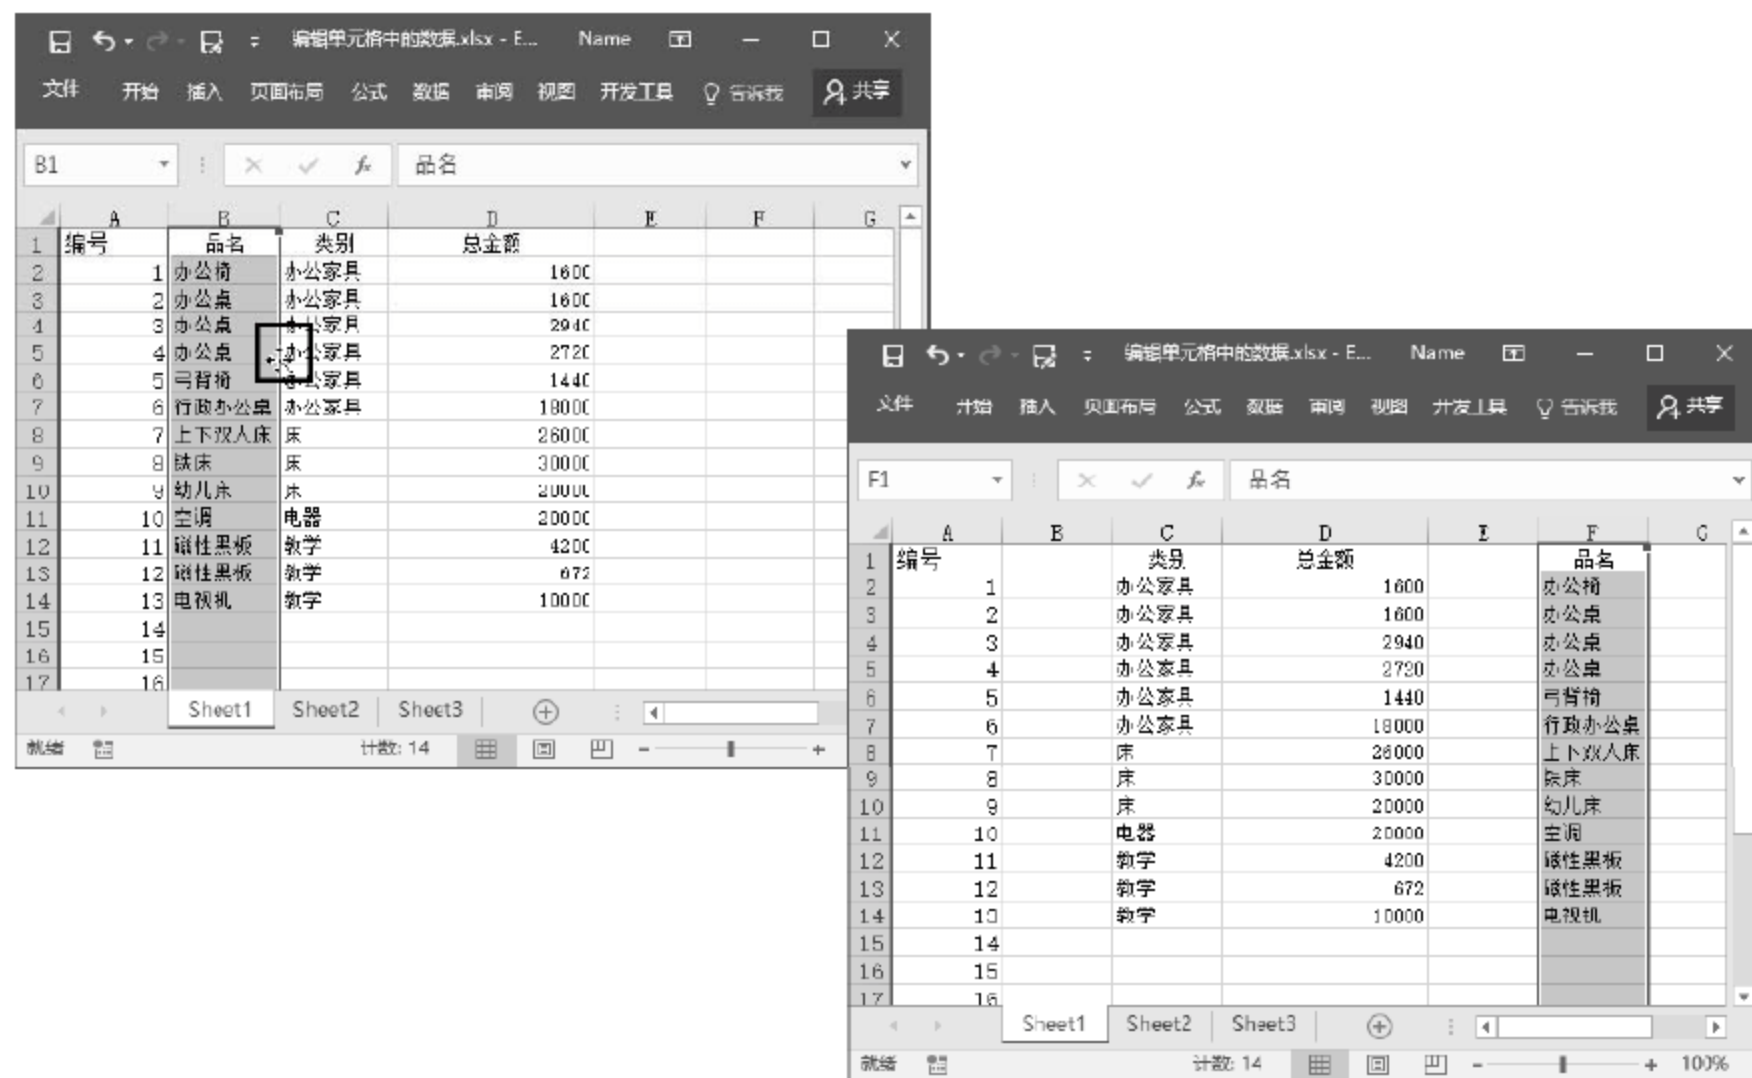 编辑单元格中的数据.xlsx - E... Name
文件 开始 插入 页面布局 公式 数据 审阅 视图 开发工具 告诉我 共享
B1 fx 品名
A B C D E F G
1 编号 品名 类别 总金额
2 1 办公椅 办公家具 1600
3 2 办公桌 办公家具 1600
4 3 办公桌 办公家具 2940
5 4 办公桌 办公家具 2720
6 5 弓背椅 办公家具 1440
7 6 行政办公桌 办公家具 18000
8 7 上下双人床 床 26000
9 8 铁床 床 30000
10 9 幼儿床 床 20000
11 10 空调 电器 20000
12 11 磁性黑板 教学 4200
13 12 磁性黑板 教学 672
14 13 电视机 教学 10000
15 14
16 15
17 16
Sheet1 Sheet2 Sheet3
就绪 计数: 14
编辑单元格中的数据.xlsx - E... Name
文件 开始 插入 页面布局 公式 数据 审阅 视图 开发工具 告诉我 共享
F1 fx 品名
A B C D E F G
1 编号 类别 总金额 品名
2 1 办公家具 1600 办公椅
3 2 办公家具 1600 办公桌
4 3 办公家具 2940 办公桌
5 4 办公家具 2720 办公桌
6 5 办公家具 1440 弓背椅
7 6 办公家具 18000 行政办公桌
8 7 床 26000 上下双人床
9 8 床 30000 铁床
10 9 床 20000 幼儿床
11 10 电器 20000 空调
12 11 教学 4200 磁性黑板
13 12 教学 672 磁性黑板
14 13 教学 10000 电视机
15 14
16 15
17 16
Sheet1 Sheet2 Sheet3
就绪 计数: 14 100%